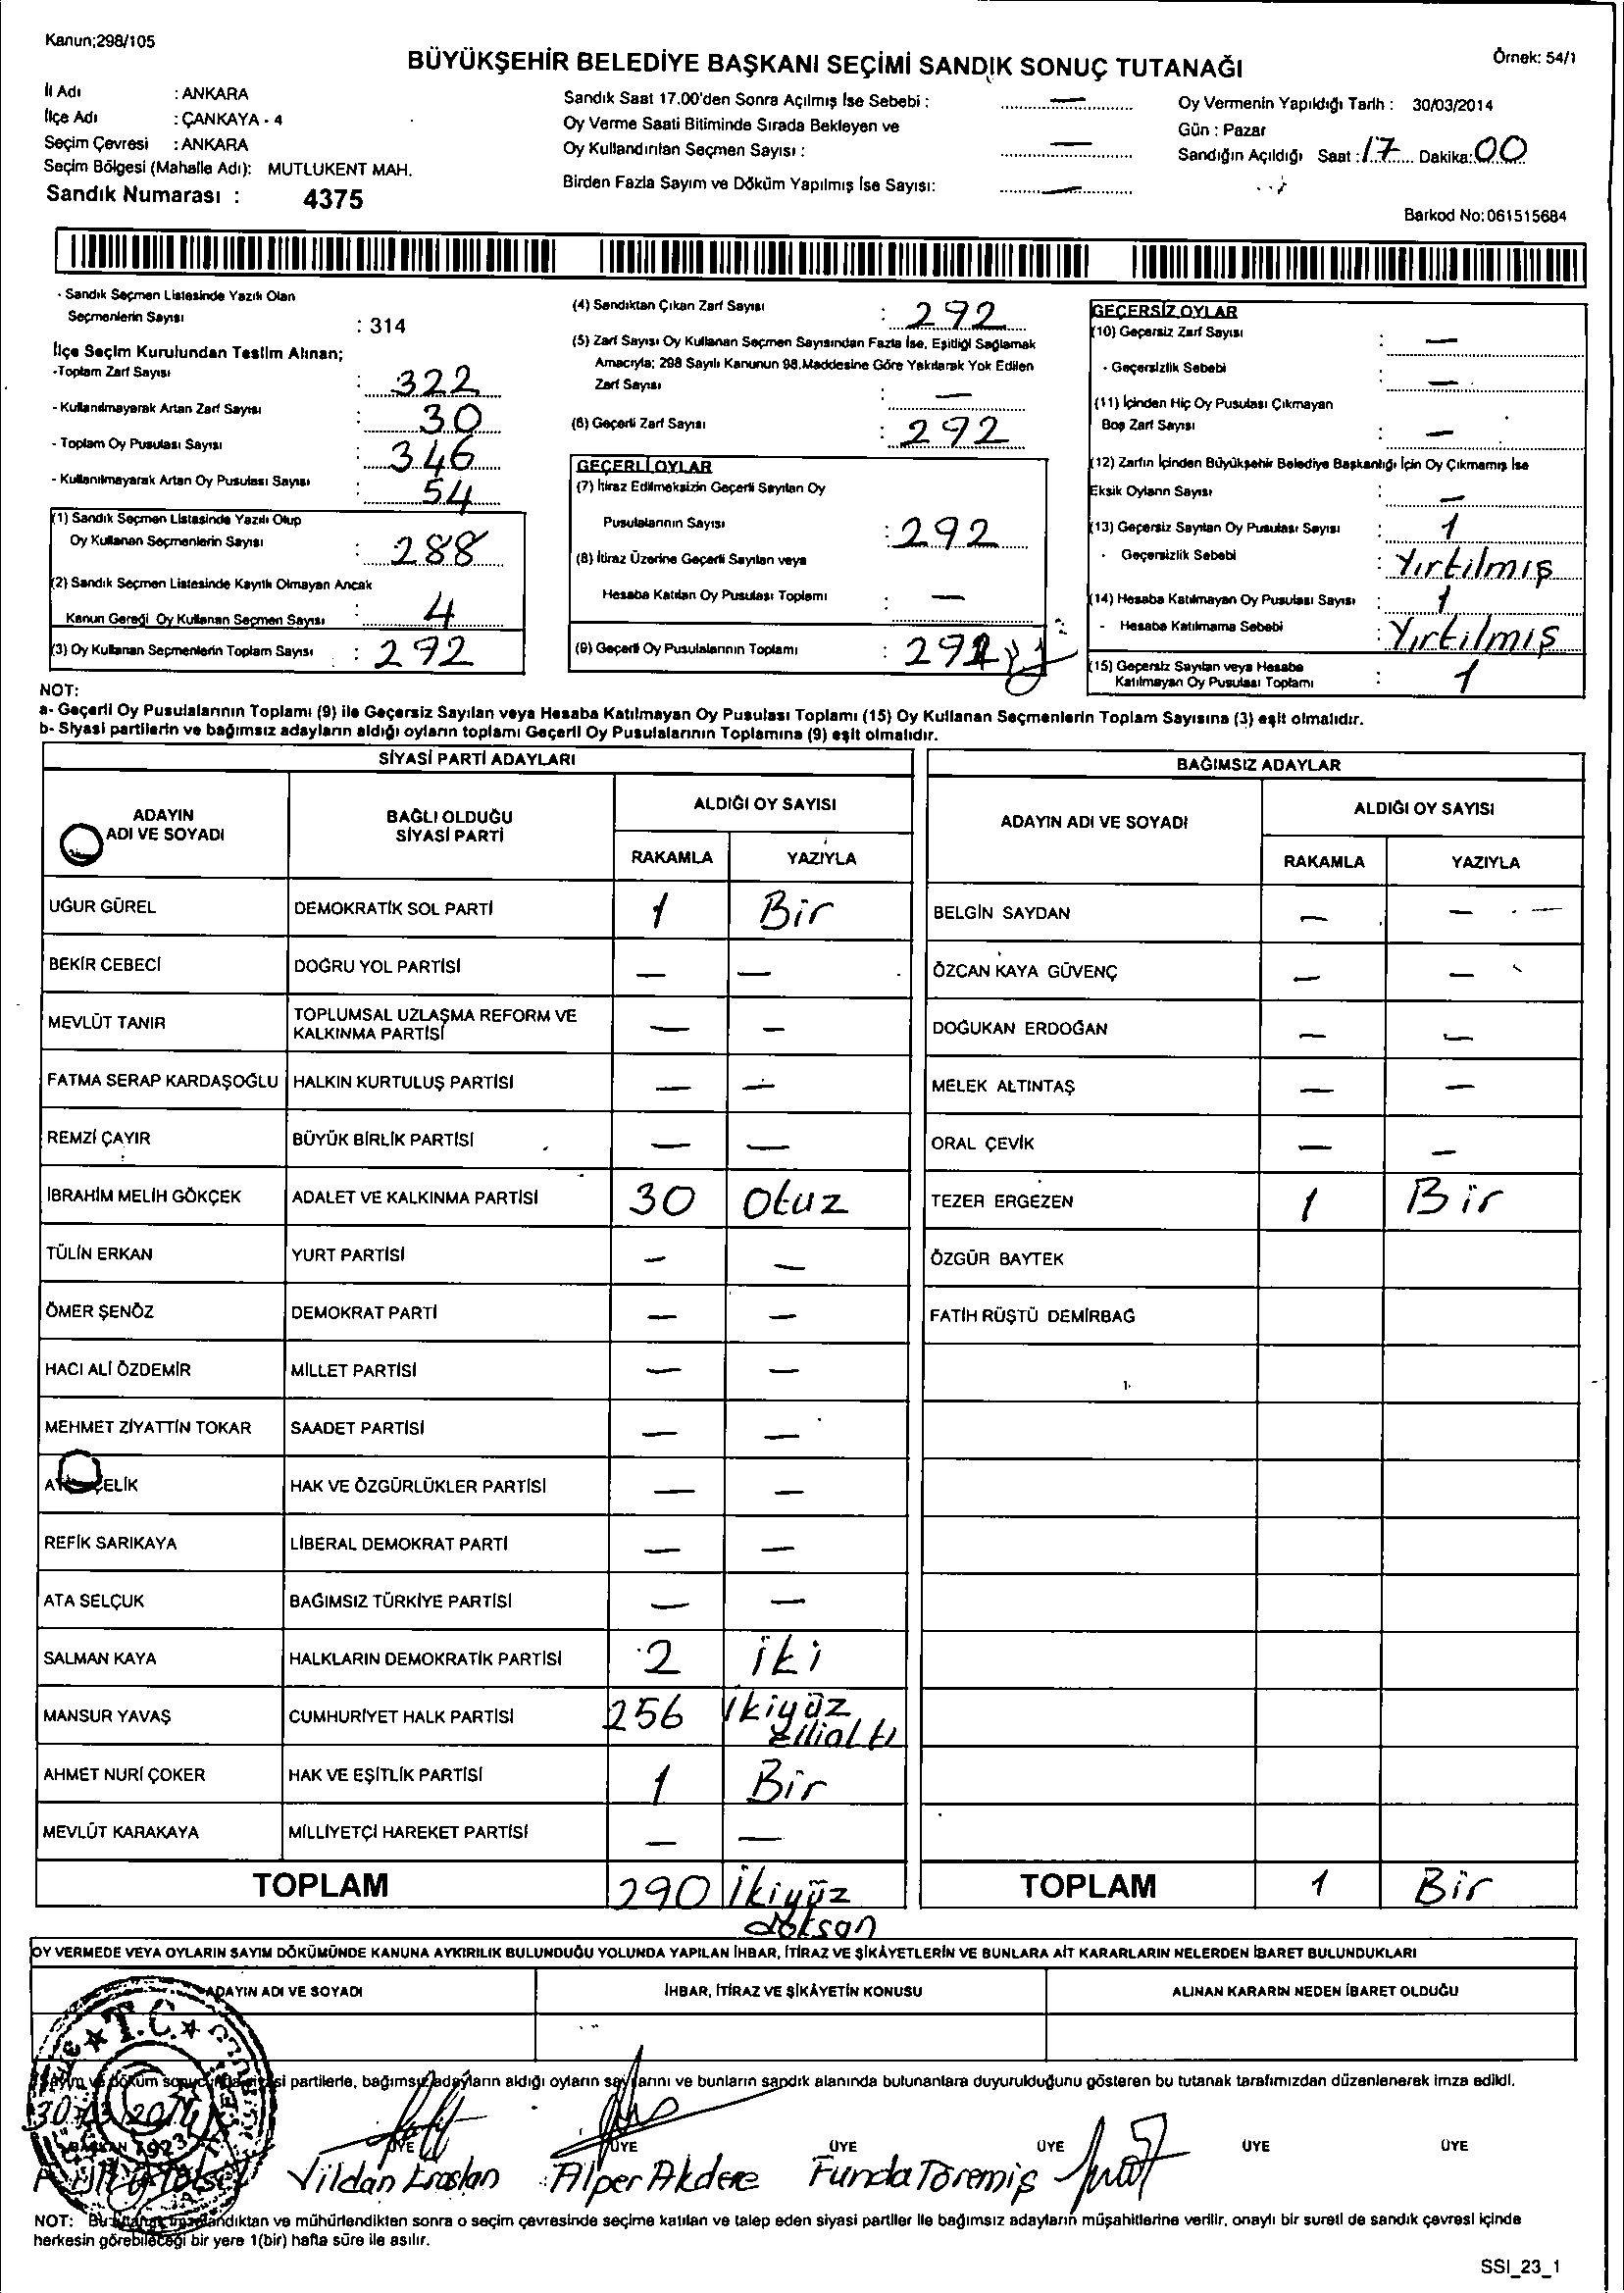 Kanun;298/105
BÜYÜKŞEHİR BELEDİYE BAŞKANI SEÇİMİ SANDIK SONUÇ TUTANAĞI
Örnek: 54/1
İl Adı : ANKARA
İlçe Adı : ÇANKAYA - 4
Seçim Çevresi : ANKARA
Seçim Bölgesi (Mahalle Adı): MUTLUKENT MAH.
Sandık Numarası : 4375
Sandık Saat 17.00'den Sonra Açılmış İse Sebebi : —
Oy Verme Saati Bitiminde Sırada Bekleyen ve
Oy Kullandırılan Seçmen Sayısı : —
Birden Fazla Sayım ve Döküm Yapılmış İse Sayısı: —
Oy Vermenin Yapıldığı Tarih : 30/03/2014
Gün : Pazar
Sandığın Açıldığı Saat : 17 Dakika: 00
Barkod No: 061515684
- Sandık Seçmen Listesinde Yazılı Olan
Seçmenlerin Sayısı : 314
İlçe Seçim Kurulundan Teslim Alınan;
-Toplam Zarf Sayısı : 322
- Kullanılmayarak Artan Zarf Sayısı : 30
- Toplam Oy Pusulası Sayısı : 346
- Kullanılmayarak Artan Oy Pusulası Sayısı : 54
(1) Sandık Seçmen Listesinde Yazılı Olup
Oy Kullanan Seçmenlerin Sayısı : 288
(2) Sandık Seçmen Listesinde Kayıtlı Olmayan Ancak
Kanun Gereği Oy Kullanan Seçmen Sayısı : 4
(3) Oy Kullanan Seçmenlerin Toplam Sayısı : 292
(4) Sandıktan Çıkan Zarf Sayısı : 292
(5) Zarf Sayısı Oy Kullanan Seçmen Sayısından Fazla İse, Eşitliği Sağlamak
Amacıyla; 298 Sayılı Kanunun 98.Maddesine Göre Yakılarak Yok Edilen
Zarf Sayısı : —
(6) Geçerli Zarf Sayısı : 292
GEÇERLİ OYLAR
(7) İtiraz Edilmeksizin Geçerli Sayılan Oy
Pusulalarının Sayısı : 292
(8) İtiraz Üzerine Geçerli Sayılan veya
Hesaba Katılan Oy Pusulası Toplamı : —
(9) Geçerli Oy Pusulalarının Toplamı : 291
GEÇERSİZ OYLAR
(10) Geçersiz Zarf Sayısı : —
- Geçersizlik Sebebi : —
(11) İçinden Hiç Oy Pusulası Çıkmayan
Boş Zarf Sayısı : —
(12) Zarfın İçinden Büyükşehir Belediye Başkanlığı İçin Oy Çıkmamış İse
Eksik Oyların Sayısı : —
(13) Geçersiz Sayılan Oy Pusulası Sayısı : 1
- Geçersizlik Sebebi : Yırtılmış
(14) Hesaba Katılmayan Oy Pusulası Sayısı : 1
- Hesaba Katılmama Sebebi : Yırtılmış
(15) Geçersiz Sayılan veya Hesaba
Katılmayan Oy Pusulası Toplamı : 1
NOT:
a- Geçerli Oy Pusulalarının Toplamı (9) ile Geçersiz Sayılan veya Hesaba Katılmayan Oy Pusulası Toplamı (15) Oy Kullanan Seçmenlerin Toplam Sayısına (3) eşit olmalıdır.
b- Siyasi partilerin ve bağımsız adayların aldığı oyların toplamı Geçerli Oy Pusulalarının Toplamına (9) eşit olmalıdır.
SİYASİ PARTİ ADAYLARI
ADAYIN ADI VE SOYADI
BAĞLI OLDUĞU SİYASİ PARTİ
ALDIĞI OY SAYISI
RAKAMLA YAZIYLA
UĞUR GÜREL DEMOKRATİK SOL PARTİ 1 Bir
BEKİR CEBECİ DOĞRU YOL PARTİSİ — —
MEVLÜT TANIR TOPLUMSAL UZLAŞMA REFORM VE
KALKINMA PARTİSİ — —
FATMA SERAP KARDAŞOĞLU HALKIN KURTULUŞ PARTİSİ — —
REMZİ ÇAYIR BÜYÜK BİRLİK PARTİSİ — —
İBRAHİM MELİH GÖKÇEK ADALET VE KALKINMA PARTİSİ 30 Otuz
TÜLİN ERKAN YURT PARTİSİ — —
ÖMER ŞENÖZ DEMOKRAT PARTİ — —
HACI ALİ ÖZDEMİR MİLLET PARTİSİ — —
MEHMET ZİYATTİN TOKAR SAADET PARTİSİ — —
ÇELİK HAK VE ÖZGÜRLÜKLER PARTİSİ — —
REFİK SARIKAYA LİBERAL DEMOKRAT PARTİ — —
ATA SELÇUK BAĞIMSIZ TÜRKİYE PARTİSİ — —
SALMAN KAYA HALKLARIN DEMOKRATİK PARTİSİ 2 iki
MANSUR YAVAŞ CUMHURİYET HALK PARTİSİ 256 ikiyüz
ellialtı
AHMET NURİ ÇOKER HAK VE EŞİTLİK PARTİSİ 1 Bir
MEVLÜT KARAKAYA MİLLİYETÇİ HAREKET PARTİSİ — —
TOPLAM 290 ikiyüz
doksan
BAĞIMSIZ ADAYLAR
ADAYIN ADI VE SOYADI
ALDIĞI OY SAYISI
RAKAMLA YAZIYLA
BELGİN SAYDAN — —
ÖZCAN KAYA GÜVENÇ — —
DOĞUKAN ERDOĞAN — —
MELEK ALTINTAŞ — —
ORAL ÇEVİK — —
TEZER ERGEZEN 1 Bir
ÖZGÜR BAYTEK
FATİH RÜŞTÜ DEMİRBAĞ
TOPLAM 1 Bir
OY VERMEDE VEYA OYLARIN SAYIM DÖKÜMÜNDE KANUNA AYKIRILIK BULUNDUĞU YOLUNDA YAPILAN İHBAR, İTİRAZ VE ŞİKÂYETLERİN VE BUNLARA AİT KARARLARIN NELERDEN İBARET BULUNDUKLARI
ADAYIN ADI VE SOYADI İHBAR, İTİRAZ VE ŞİKÂYETİN KONUSU ALINAN KARARIN NEDEN İBARET OLDUĞU
T.C.
Sayım ve döküm sonucunda siyasi partilerle, bağımsız adayların aldığı oyların sayılarını ve bunların sandık alanında bulunanlara duyurulduğunu gösteren bu tutanak tarafımızdan düzenlenerek imza edildi.
30/03/2014
BAŞKAN ÜYE ÜYE ÜYE ÜYE ÜYE ÜYE
Vildan Eraslan Alper Akdere Funda Töremiş
NOT: Bu tutanak imzalandıktan ve mühürlendikten sonra o seçim çevresinde seçime katılan ve talep eden siyasi partiler ile bağımsız adayların müşahitlerine verilir, onaylı bir sureti de sandık çevresi içinde
herkesin görebileceği bir yere 1(bir) hafta süre ile asılır.
SSI_23_1